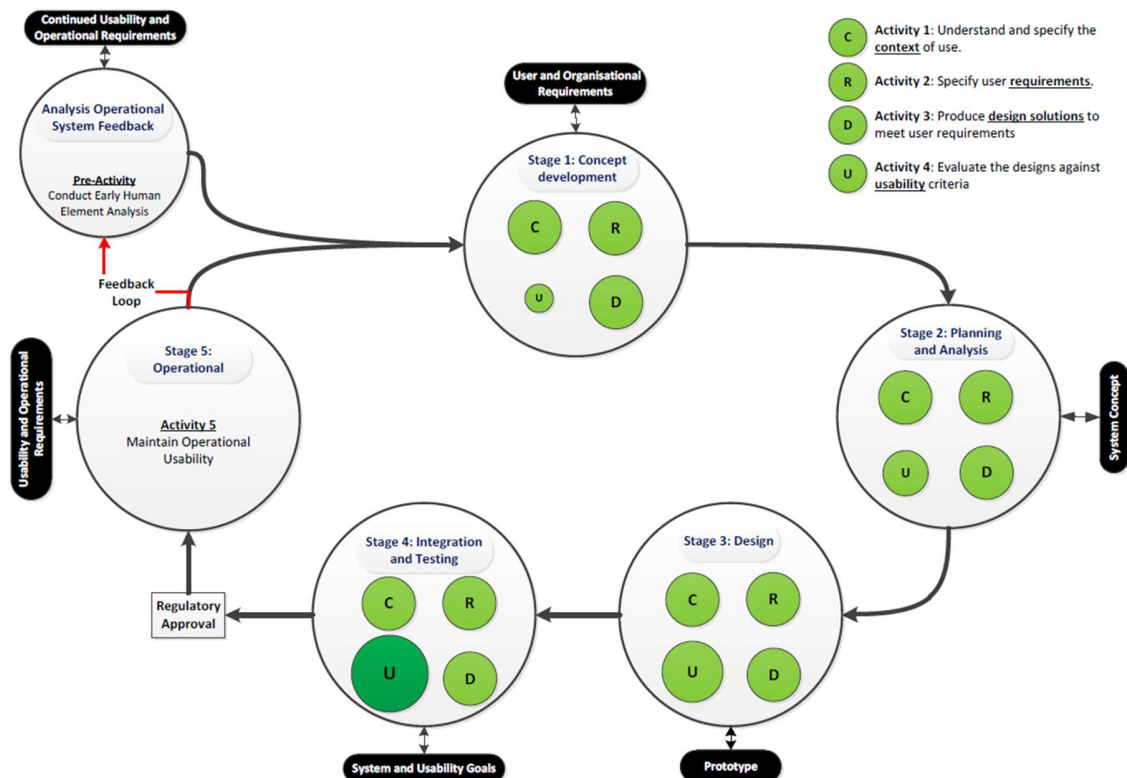 Continued Usability and
Operational Requirements
Analysis Operational
System Feedback
Pre-Activity
Conduct Early Human
Element Analysis
Feedback
Loop
User and Organisational
Requirements
Stage 1: Concept
development
C
R
U
D
C
Activity 1: Understand and specify the
context of use.
R
Activity 2: Specify user requirements.
D
Activity 3: Produce design solutions to
meet user requirements
U
Activity 4: Evaluate the designs against
usability criteria
Stage 2: Planning
and Analysis
C
R
U
D
System Concept
Stage 3: Design
C
R
U
D
Prototype
Stage 4: Integration
and Testing
C
R
U
D
System and Usability Goals
Regulatory
Approval
Stage 5:
Operational
Activity 5
Maintain Operational
Usability
Usability and Operational
Requirements